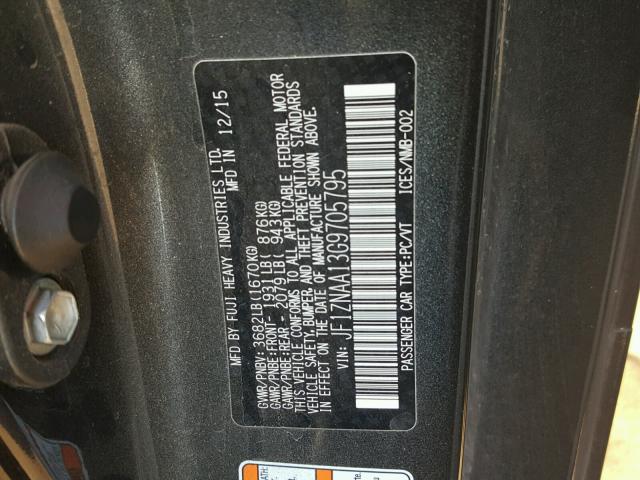 MFD BY FUJI HEAVY INDUSTRIES LTD.
MFD IN 12/15
GVWR/PNBV: 3682LB(1670KG)
GAWR/PNBE:FRONT- 1931LB( 876KG)
GAWR/PNBE:REAR - 2079LB( 943KG)
THIS VEHICLE CONFORMS TO ALL APPLICABLE FEDERAL MOTOR
VEHICLE SAFETY,BUMPER, AND THEFT PREVENTION STANDARDS
IN EFFECT ON THE DATE OF MANUFACTURE SHOWN ABOVE.
VIN: JF1ZNAA13G9705795
PASSENGER CAR TYPE:PC/VT ICES/NMB-002